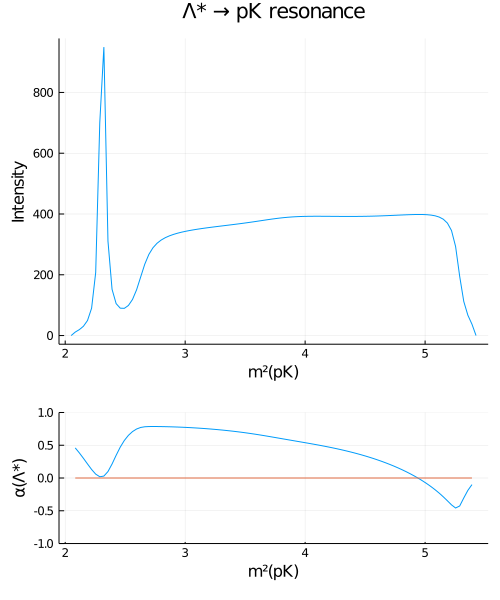 Λ* → pK resonance
Intensity
800
600
400
200
0
2 3 4 5
m²(pK)
α(Λ*)
1.0
0.5
0.0
-0.5
-1.0
2 3 4 5
m²(pK)